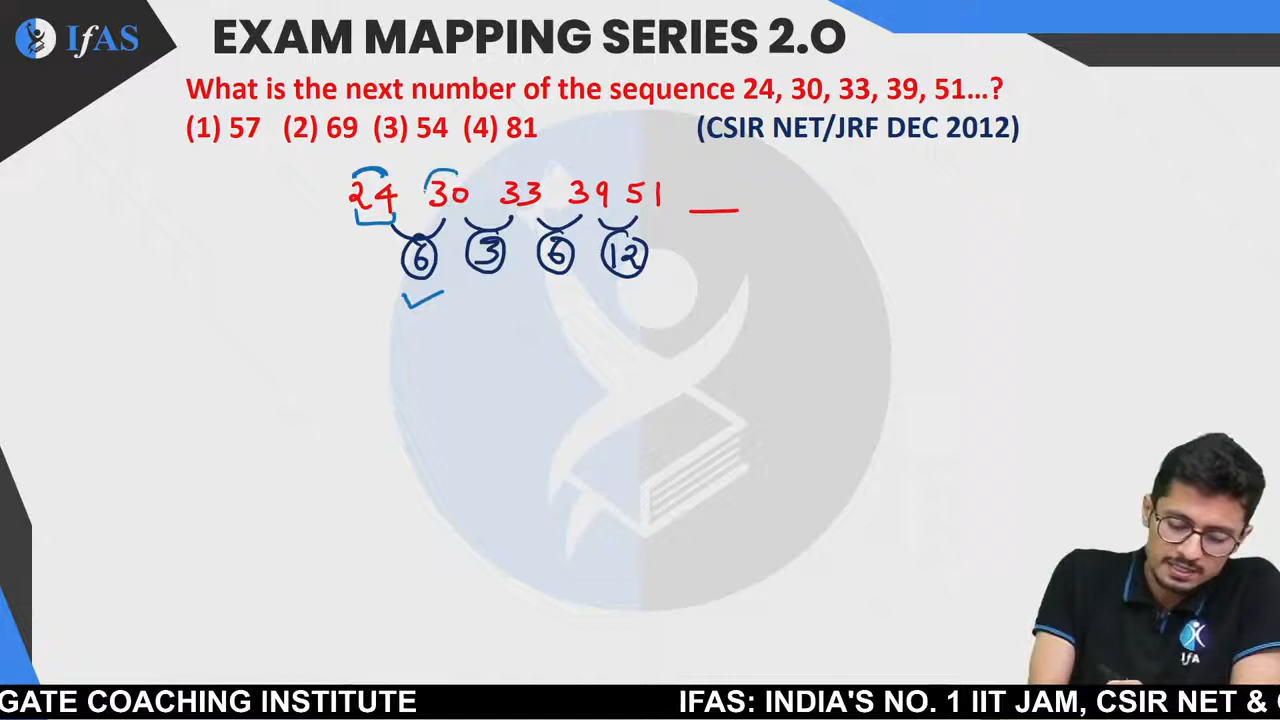 IfAS
EXAM MAPPING SERIES 2.O
What is the next number of the sequence 24, 30, 33, 39, 51...?
(1) 57 (2) 69 (3) 54 (4) 81 (CSIR NET/JRF DEC 2012)
24 30 33 39 51
6 3 6 12
IfA
GATE COACHING INSTITUTE IFAS: INDIA'S NO. 1 IIT JAM, CSIR NET &